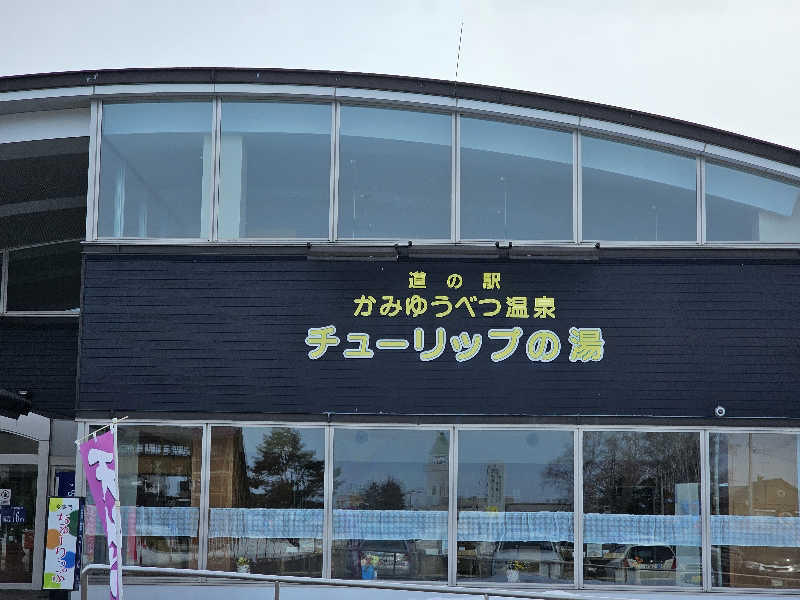 道の駅
かみゆうべつ温泉
チューリップの湯